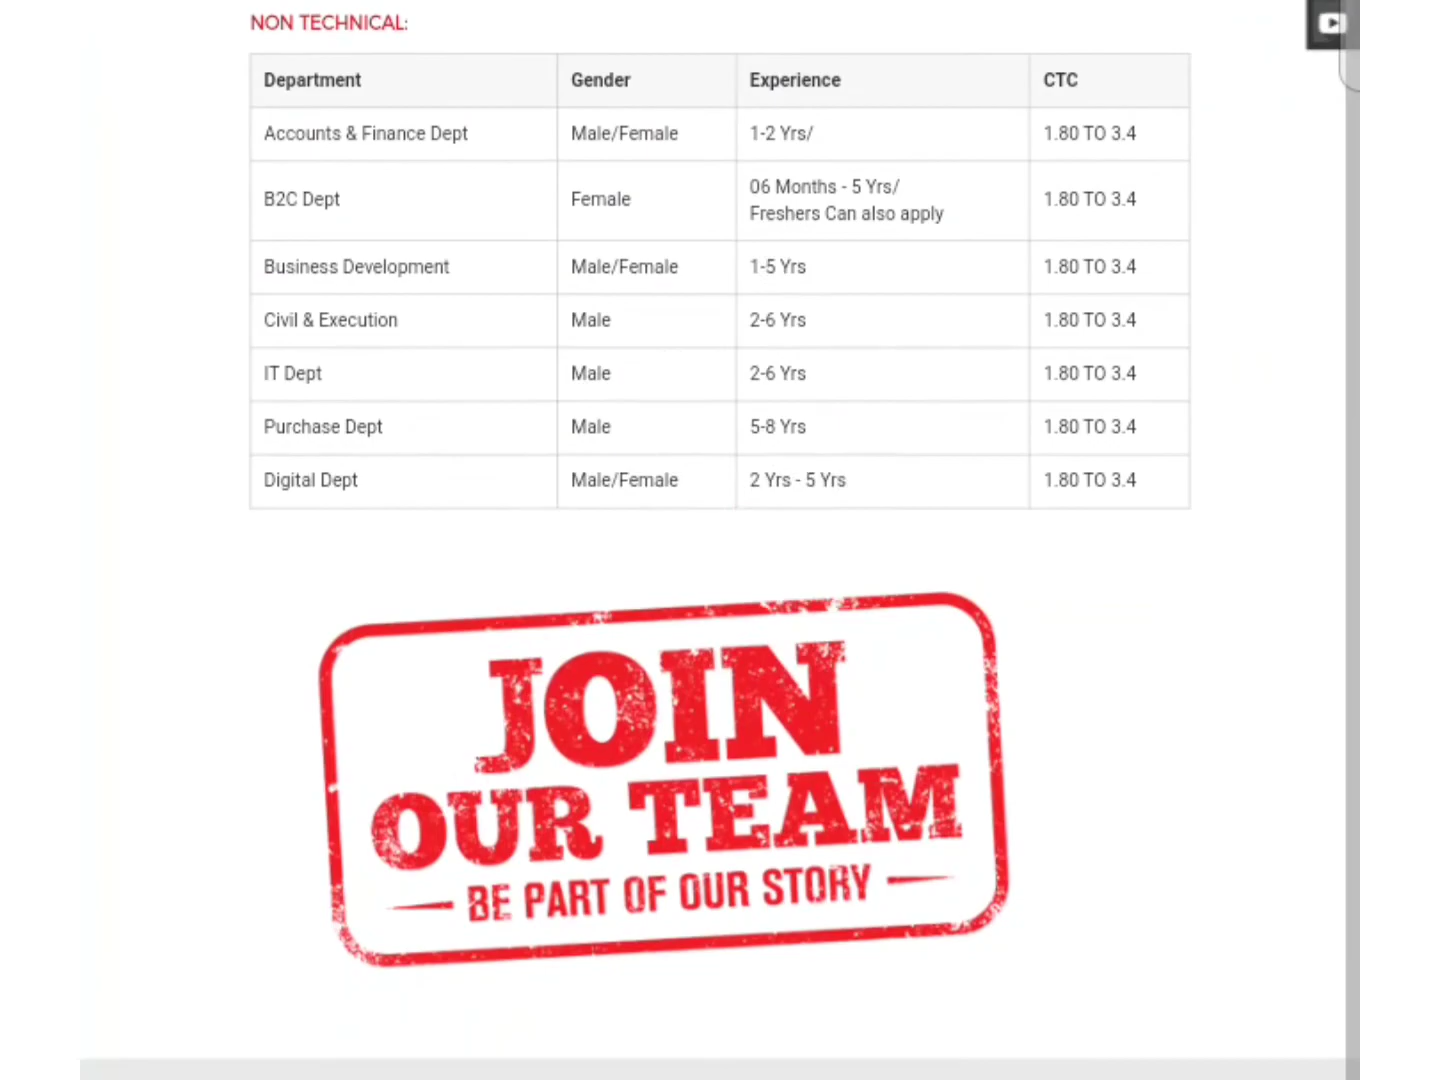 NON TECHNICAL:
Department Gender Experience CTC
Accounts & Finance Dept Male/Female 1-2 Yrs/ 1.80 TO 3.4
B2C Dept Female 06 Months - 5 Yrs/ Freshers Can also apply 1.80 TO 3.4
Business Development Male/Female 1-5 Yrs 1.80 TO 3.4
Civil & Execution Male 2-6 Yrs 1.80 TO 3.4
IT Dept Male 2-6 Yrs 1.80 TO 3.4
Purchase Dept Male 5-8 Yrs 1.80 TO 3.4
Digital Dept Male/Female 2 Yrs - 5 Yrs 1.80 TO 3.4
JOIN
OUR TEAM
BE PART OF OUR STORY